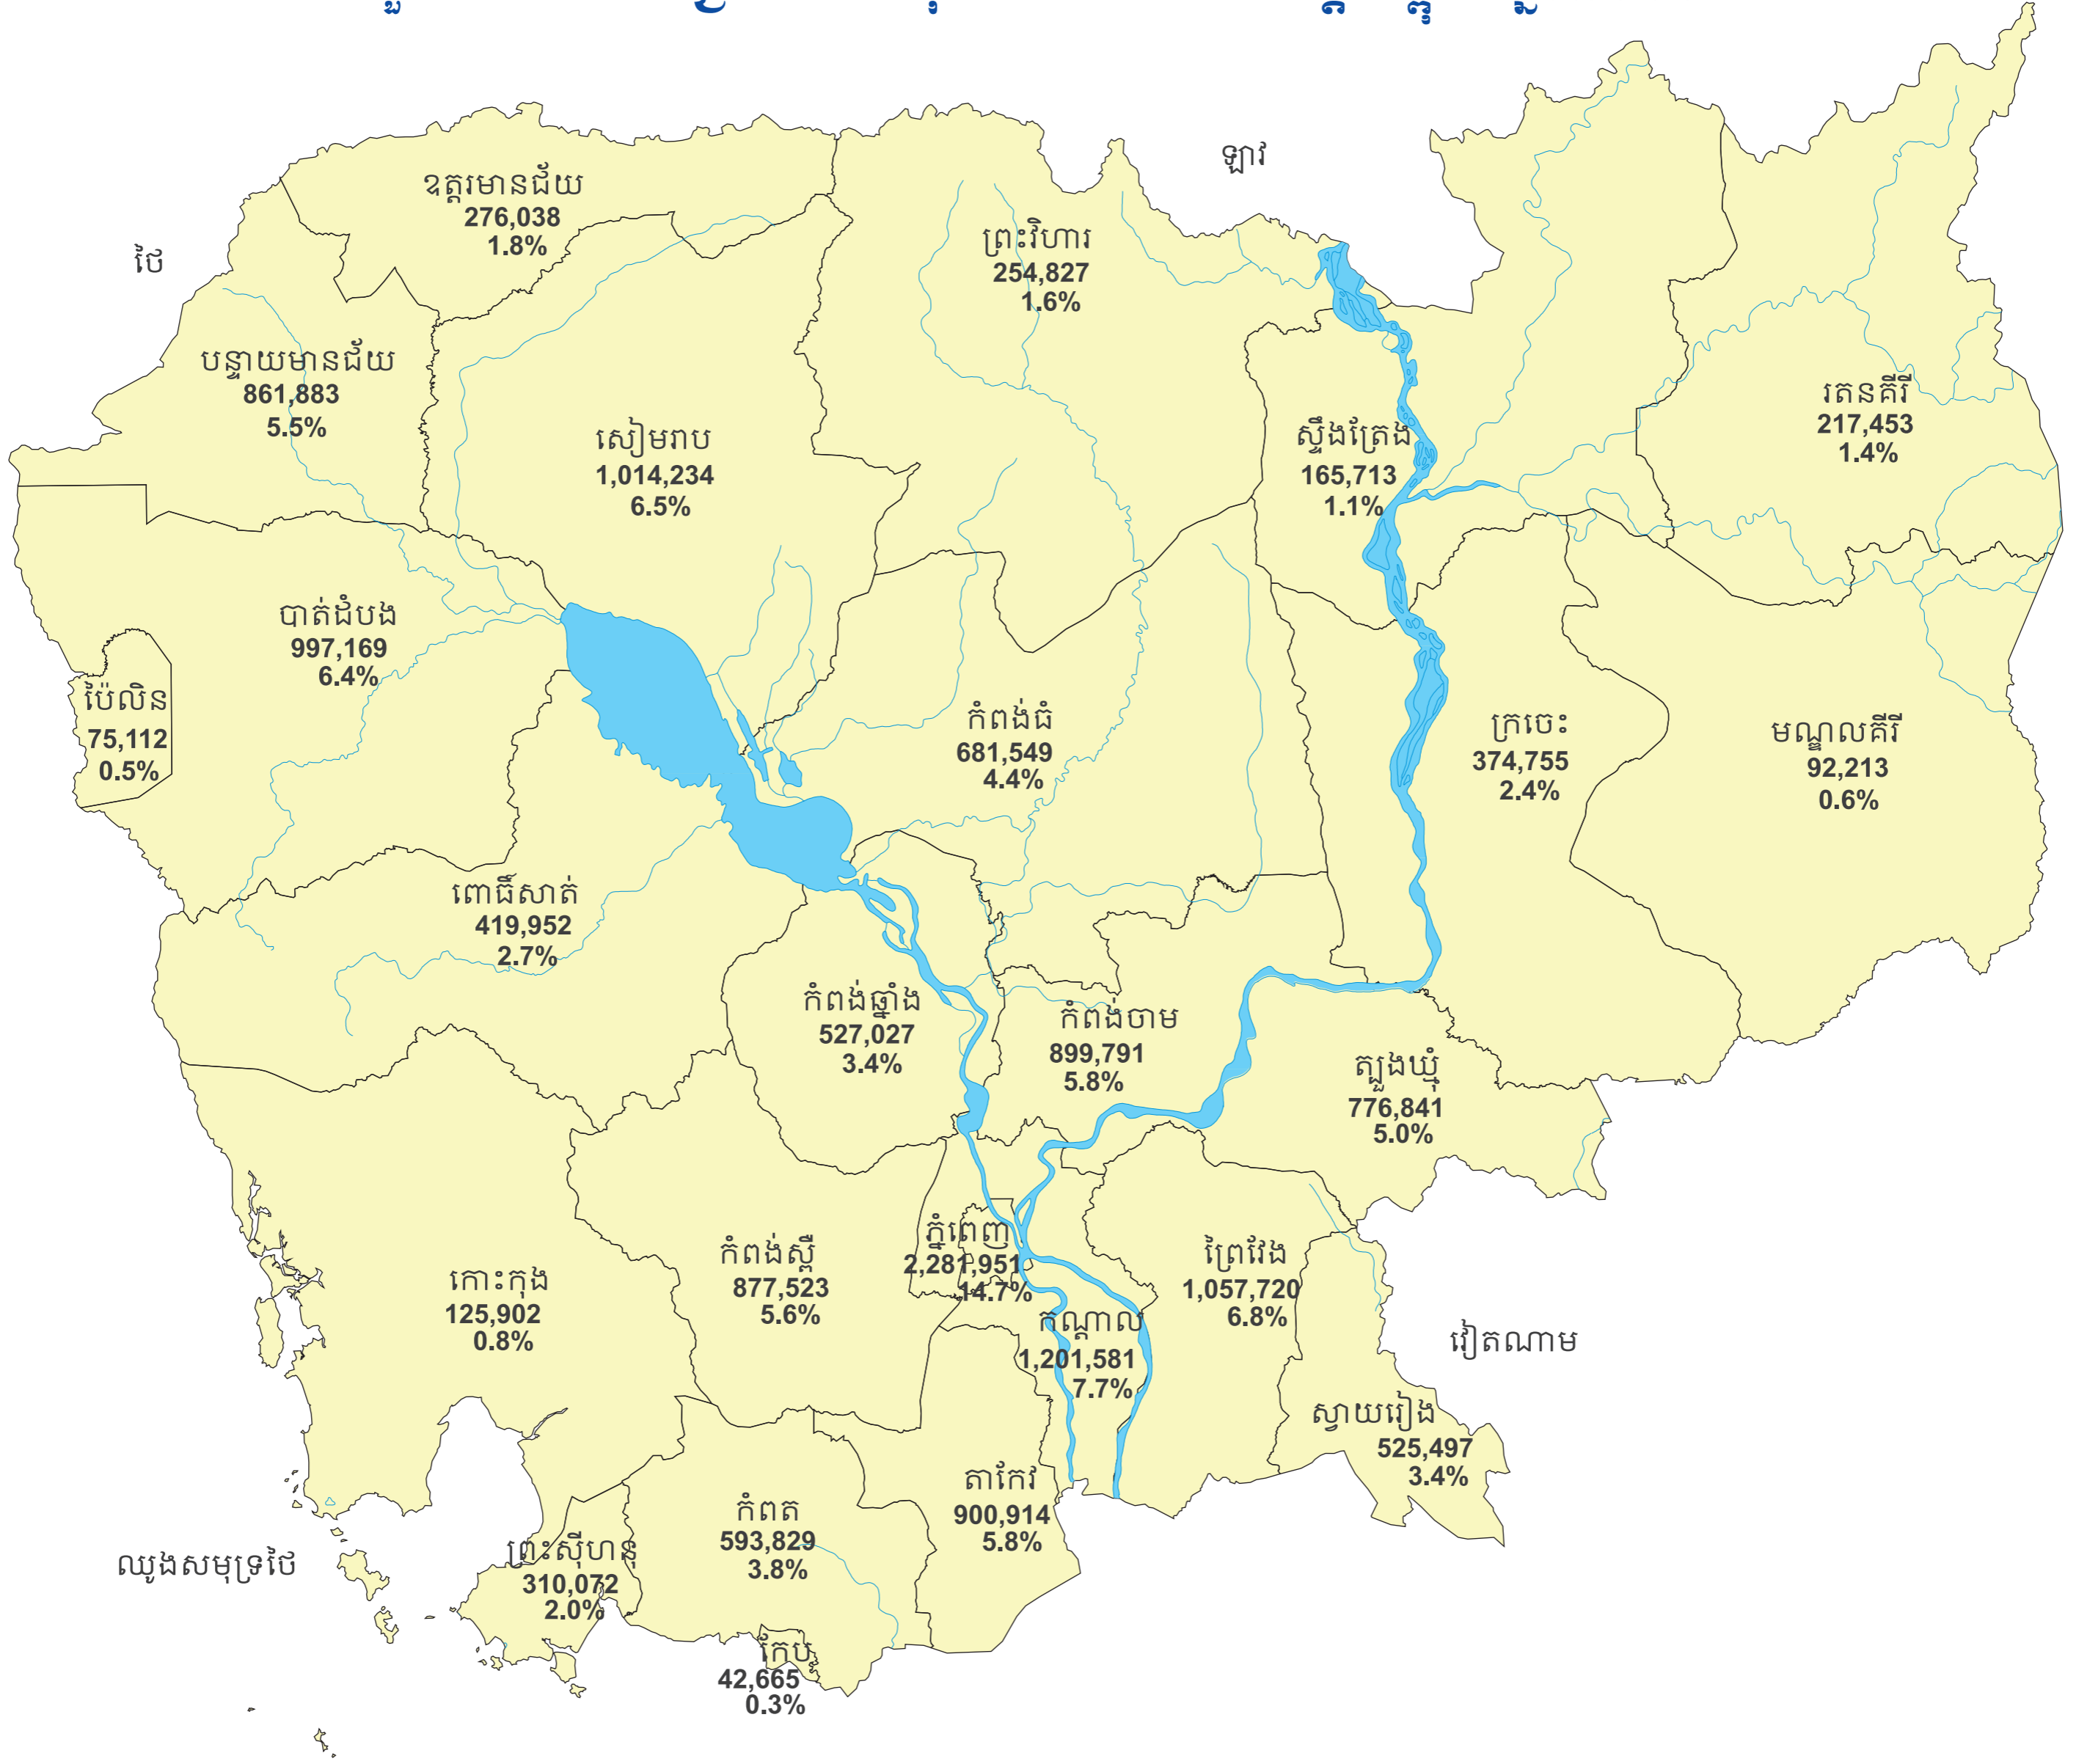 ឡាវ
ថៃ
ឧត្តរមានជ័យ
276,038
1.8%
ព្រះវិហារ
254,827
1.6%
បន្ទាយមានជ័យ
861,883
5.5%
សៀមរាប
1,014,234
6.5%
ស្ទឹងត្រែង
165,713
1.1%
រតនគីរី
217,453
1.4%
បាត់ដំបង
997,169
6.4%
ប៉ៃលិន
75,112
0.5%
កំពង់ធំ
681,549
4.4%
ក្រចេះ
374,755
2.4%
មណ្ឌលគីរី
92,213
0.6%
ពោធិ៍សាត់
419,952
2.7%
កំពង់ឆ្នាំង
527,027
3.4%
កំពង់ចាម
899,791
5.8%
ត្បូងឃ្មុំ
776,841
5.0%
កោះកុង
125,902
0.8%
កំពង់ស្ពឺ
877,523
5.6%
ភ្នំពេញ
2,281,951
14.7%
កណ្តាល
1,201,581
7.7%
ព្រៃវែង
1,057,720
6.8%
វៀតណាម
ស្វាយរៀង
525,497
3.4%
តាកែវ
900,914
5.8%
កំពត
593,829
3.8%
ព្រះស៊ីហនុ
310,072
2.0%
ឈូងសមុទ្រថៃ
កែប
42,665
0.3%